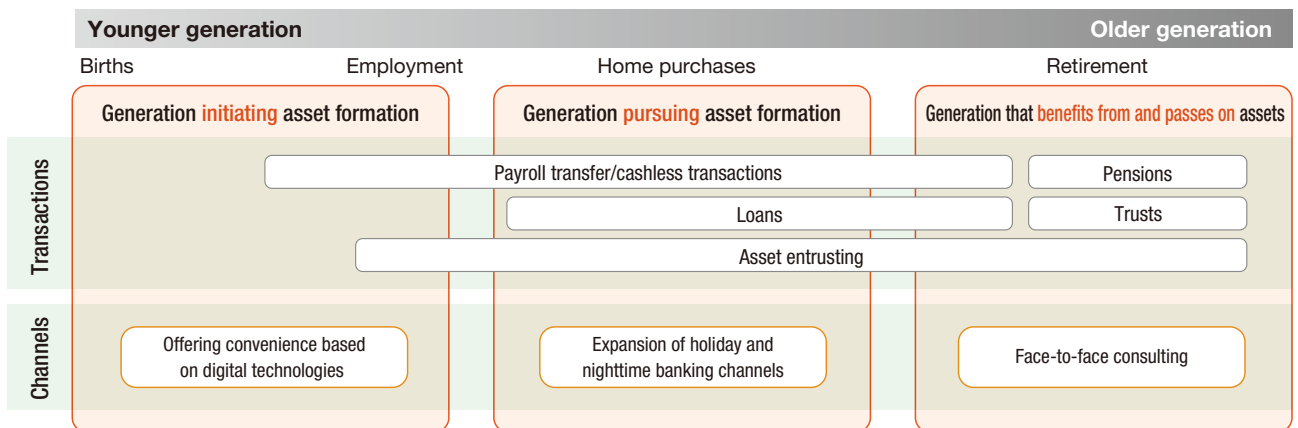 Younger generation
Older generation
Births
Employment
Home purchases
Retirement
Generation initiating asset formation
Generation pursuing asset formation
Generation that benefits from and passes on assets
Transactions
Payroll transfer/cashless transactions
Pensions
Loans
Trusts
Asset entrusting
Channels
Offering convenience based
on digital technologies
Expansion of holiday and
nighttime banking channels
Face-to-face consulting